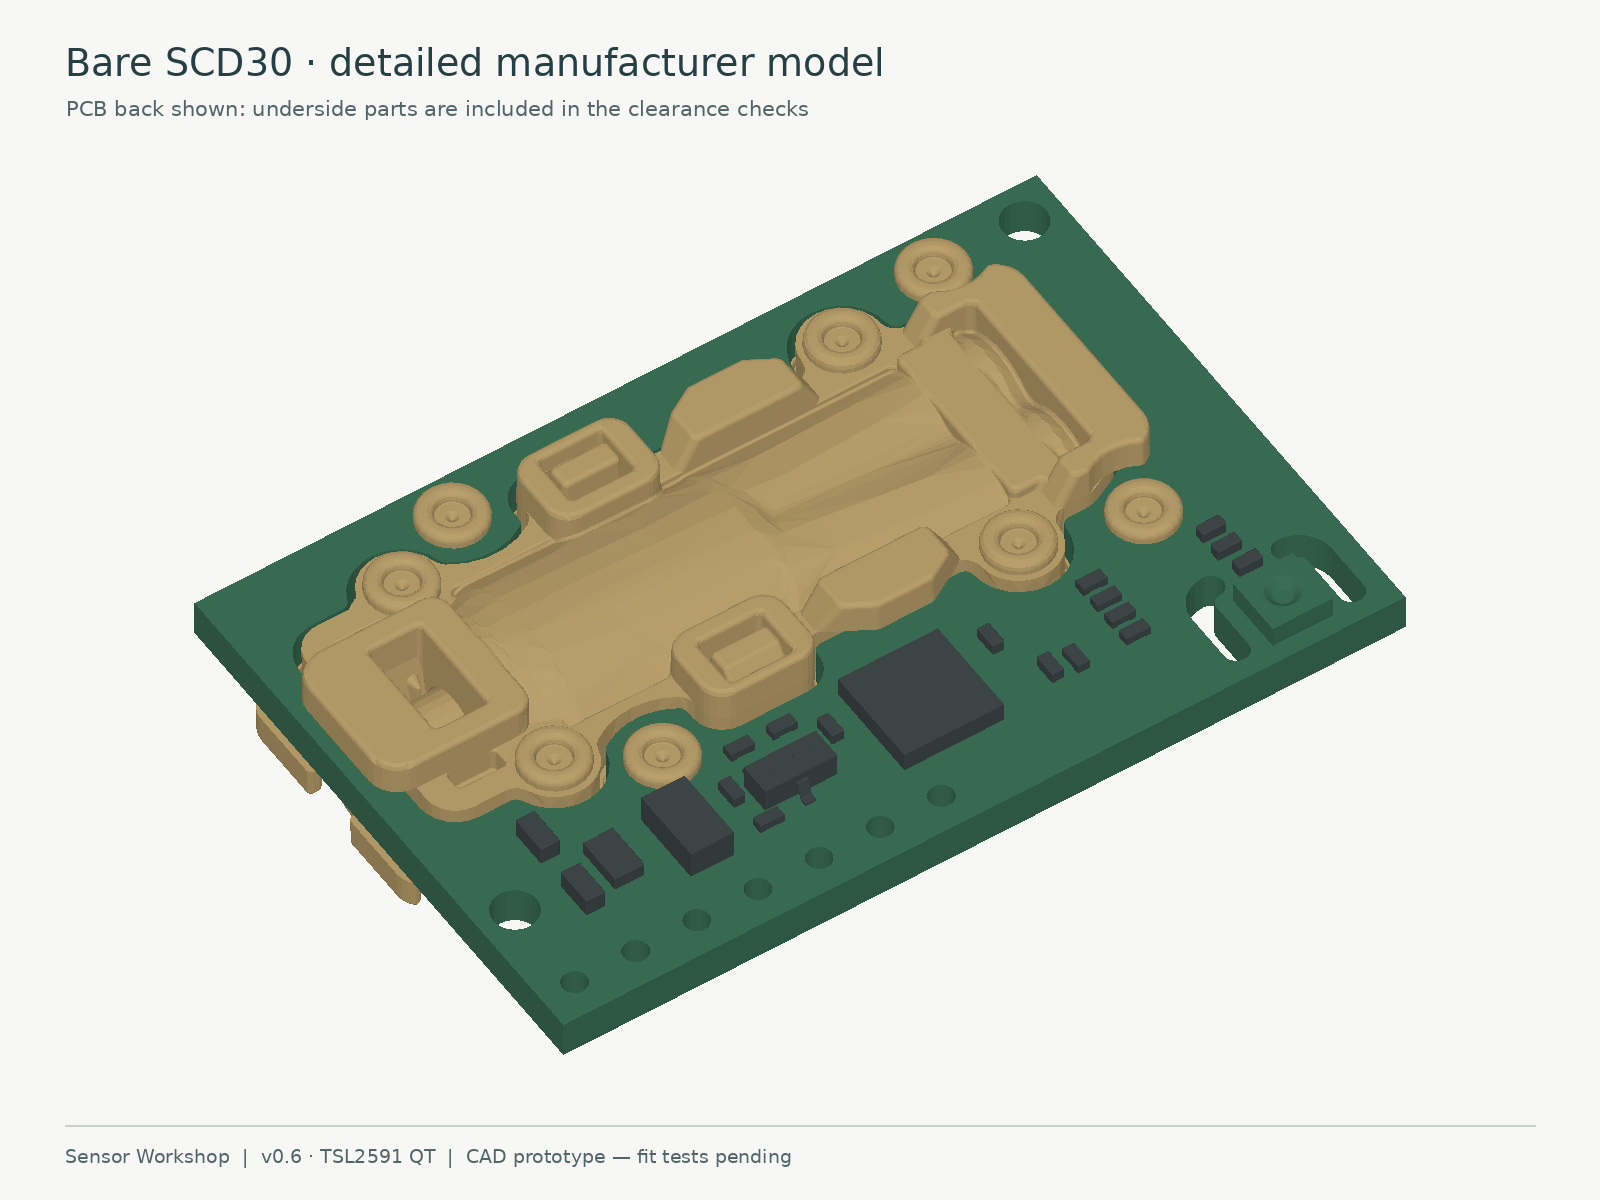 Bare SCD30 · detailed manufacturer model
PCB back shown: underside parts are included in the clearance checks
Sensor Workshop | v0.6 · TSL2591 QT | CAD prototype — fit tests pending